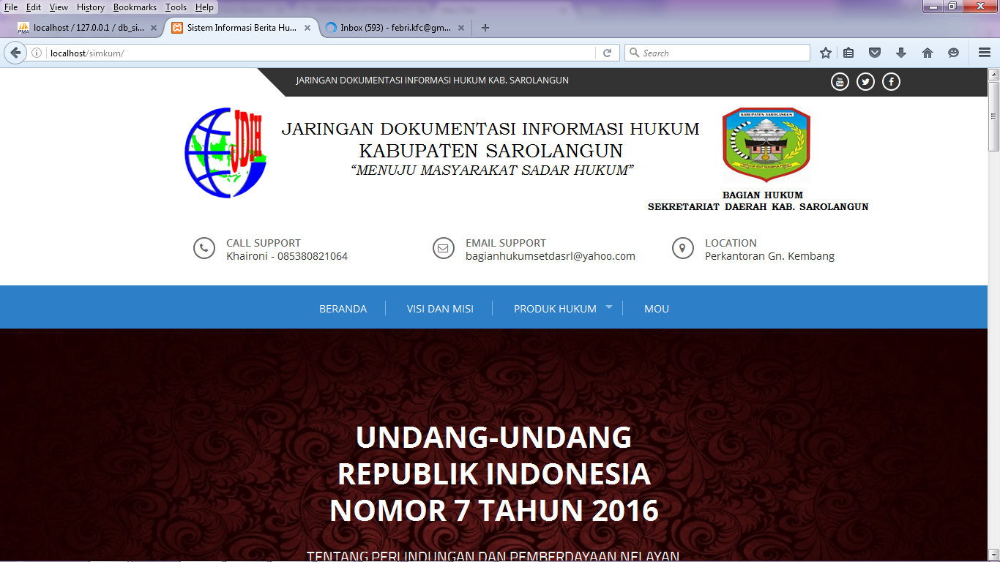 File Edit View History Bookmarks Tools Help
localhost / 127.0.0.1 / db_si...
Sistem Informasi Berita Hu...
Inbox (593) - febri.kfc@gm...
localhost/simkum/
Search
JARINGAN DOKUMENTASI INFORMASI HUKUM KAB. SAROLANGUN
JDIH
JARINGAN DOKUMENTASI INFORMASI HUKUM
KABUPATEN SAROLANGUN
“MENUJU MASYARAKAT SADAR HUKUM”
KABUPATEN SAROLANGUN
BAGIAN HUKUM
SEKRETARIAT DAERAH KAB. SAROLANGUN
CALL SUPPORT
Khaironi - 085380821064
EMAIL SUPPORT
bagianhukumsetdasrl@yahoo.com
LOCATION
Perkantoran Gn. Kembang
BERANDA
VISI DAN MISI
PRODUK HUKUM
MOU
UNDANG-UNDANG
REPUBLIK INDONESIA
NOMOR 7 TAHUN 2016
TENTANG PERLINDUNGAN DAN PEMBERDAYAAN NELAYAN